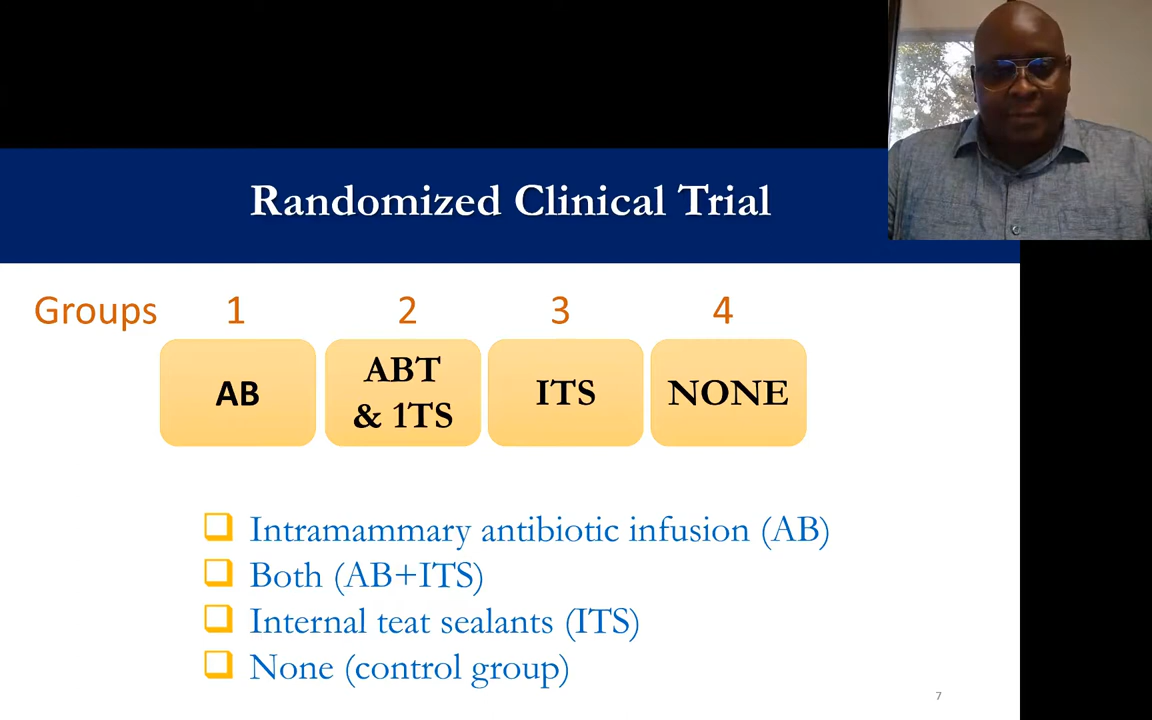 Randomized Clinical Trial
Groups 1 2 3 4
AB
ABT
& 1TS
ITS
NONE
Intramammary antibiotic infusion (AB)
Both (AB+ITS)
Internal teat sealants (ITS)
None (control group)
7